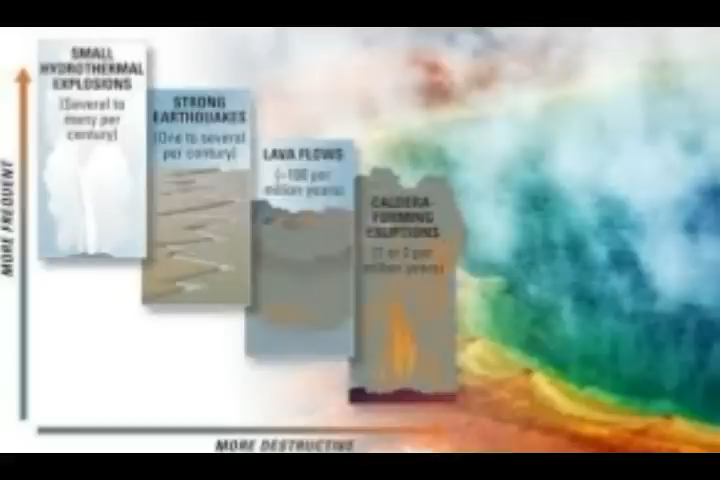 SMALL
HYDROTHERMAL
EXPLOSIONS
(Several to
many per
century)
STRONG
EARTHQUAKES
(One to several
per century)
LAVA FLOWS
(~100 per
million years)
CALDERA-
FORMING
ERUPTIONS
(1 or 2 per
million years)
MORE FREQUENT
MORE DESTRUCTIVE